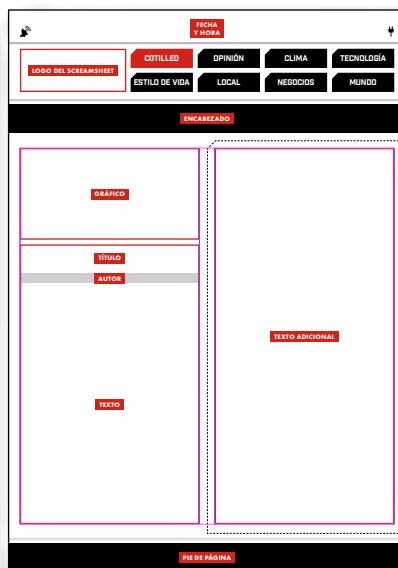 FECHA
Y HORA
LOGO DEL SCREAMSHEET
COTILLEO
OPINIÓN
CLIMA
TECNOLOGÍA
ESTILO DE VIDA
LOCAL
NEGOCIOS
MUNDO
ENCABEZADO
GRÁFICO
TÍTULO
AUTOR
TEXTO
TEXTO ADICIONAL
PIE DE PÁGINA